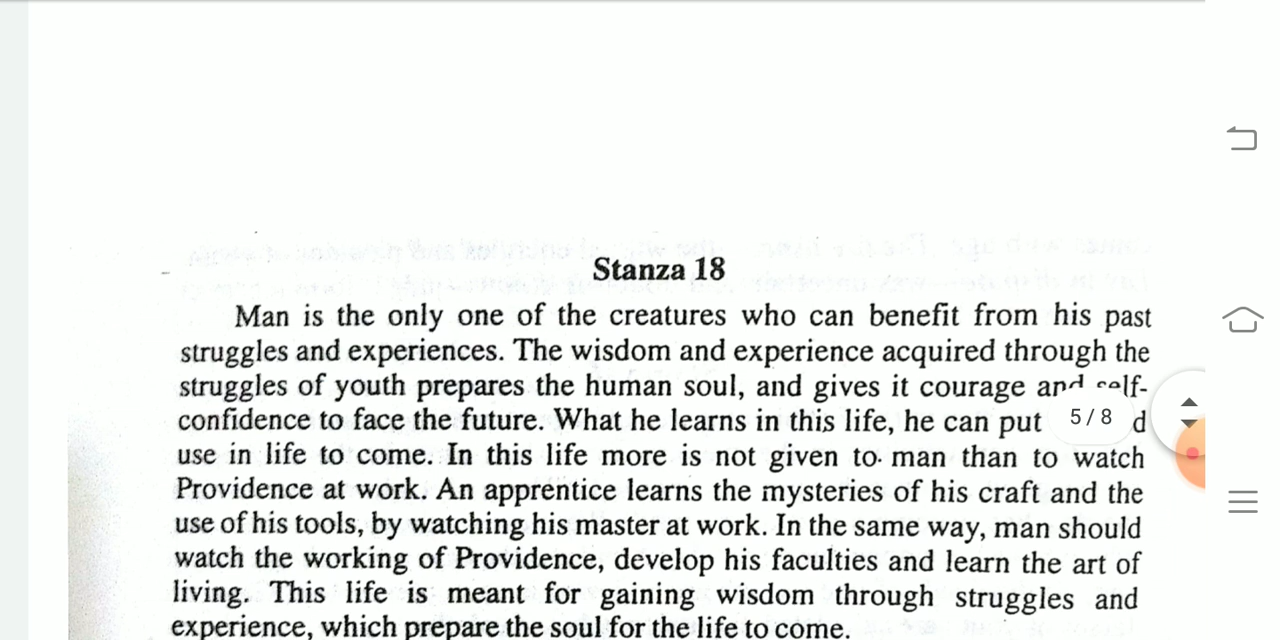 Stanza 18
Man is the only one of the creatures who can benefit from his past
struggles and experiences. The wisdom and experience acquired through the
struggles of youth prepares the human soul, and gives it courage and self-
confidence to face the future. What he learns in this life, he can put
5/8
use in life to come. In this life more is not given to man than to watch
Providence at work. An apprentice learns the mysteries of his craft and the
use of his tools, by watching his master at work. In the same way, man should
watch the working of Providence, develop his faculties and learn the art of
living. This life is meant for gaining wisdom through struggles and
experience, which prepare the soul for the life to come.